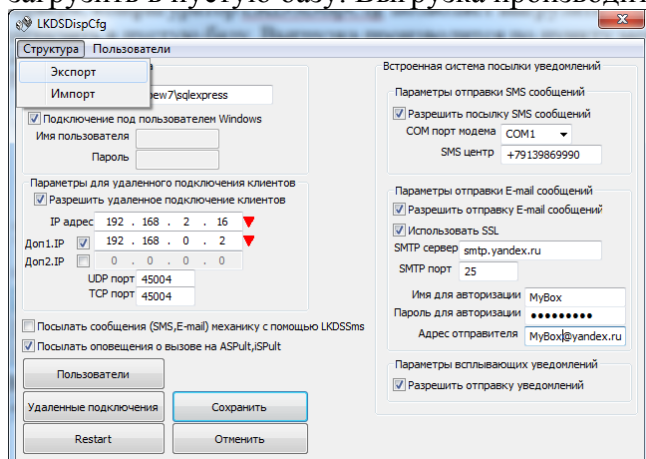 загрузить в пустую базу. Выгрузка производит
LKDSDispCfg
Структура Пользователи
Экспорт
Импорт
ew7\sqlexpress
Подключение под пользователем Windows
Имя пользователя
Пароль
Параметры для удаленного подключения клиентов
Разрешить удаленное подключение клиентов
IP адрес 192 . 168 . 2 . 16
Доп1.IP 192 . 168 . 0 . 2
Доп2.IP 0 . 0 . 0 . 0
UDP порт 45004
TCP порт 45004
Посылать сообщения (SMS,E-mail) механику с помощью LKDSSms
Посылать оповещения о вызове на ASPult,iSPult
Пользователи
Удаленные подключения Сохранить
Restart Отменить
Встроенная система посылки уведомлений
Параметры отправки SMS сообщений
Разрешить посылку SMS сообщений
COM порт модема COM1
SMS центр +79139869990
Параметры отправки E-mail сообщений
Разрешить отправку E-mail сообщений
Использовать SSL
SMTP сервер smtp.yandex.ru
SMTP порт 25
Имя для авторизации MyBox
Пароль для авторизации ●●●●●●●●●
Адрес отправителя MyBox@yandex.ru
Параметры всплывающих уведомлений
Разрешить отправку уведомлений